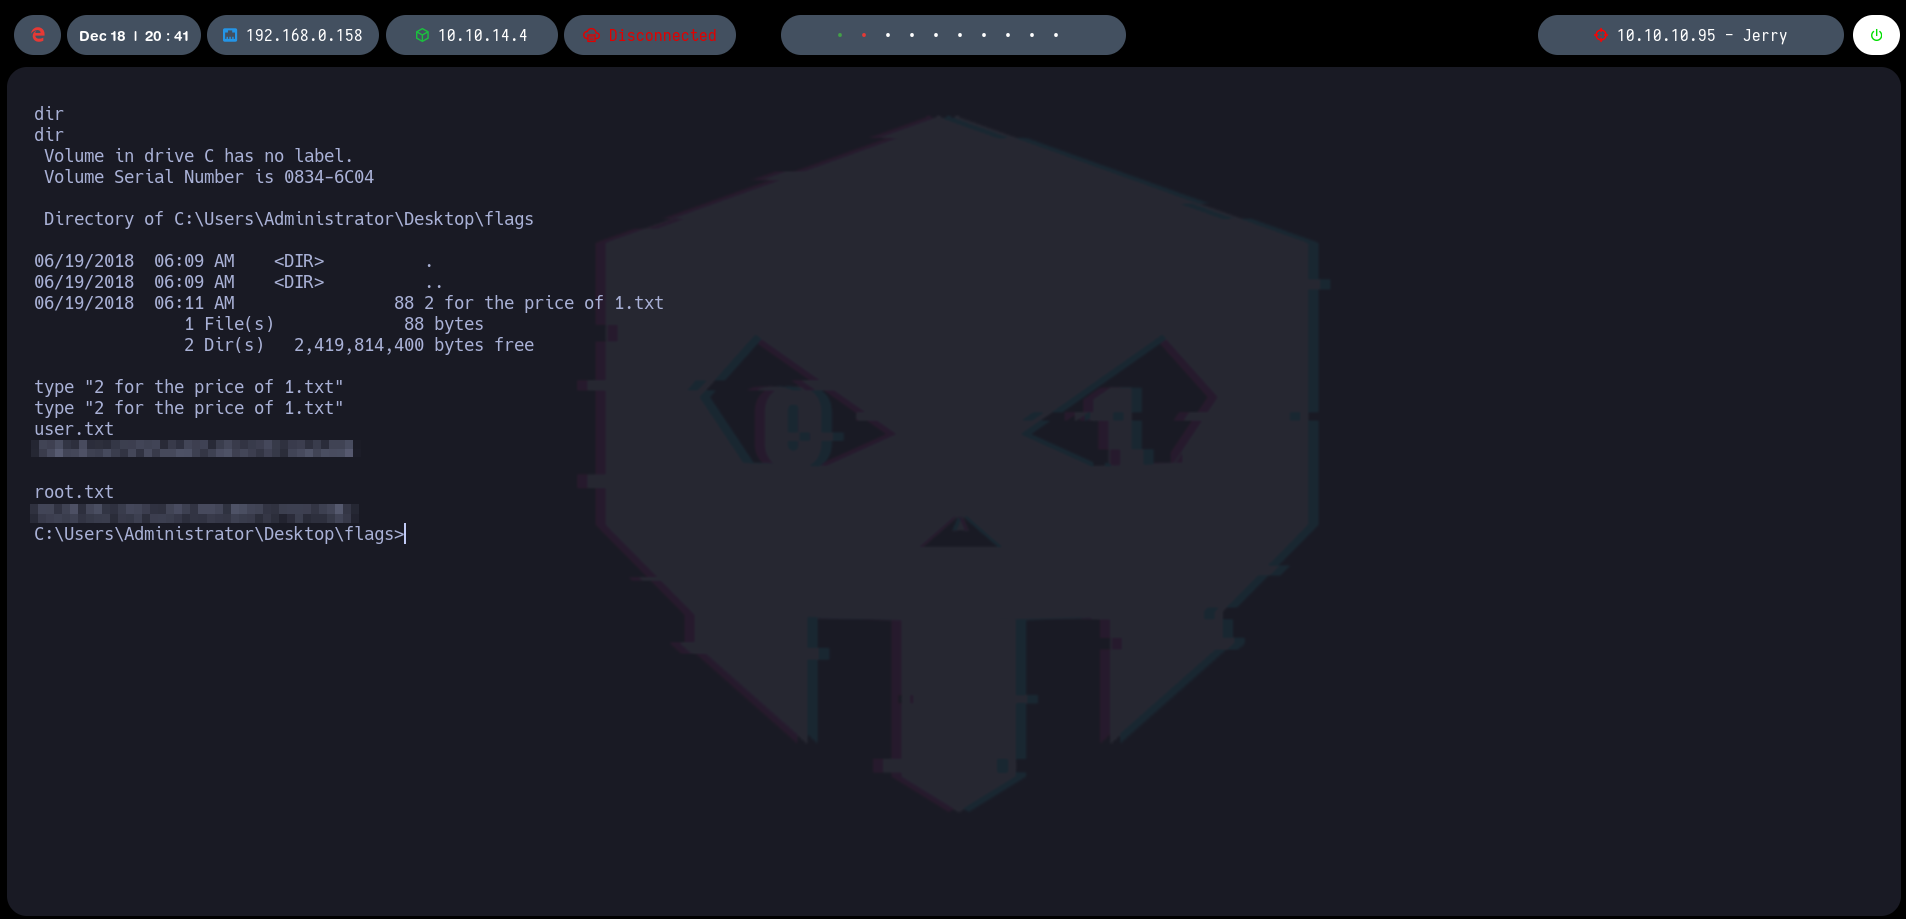 Dec 18 | 20 : 41
192.168.0.158
10.10.14.4
Disconnected
10.10.10.95 - Jerry
dir
dir
Volume in drive C has no label.
Volume Serial Number is 0834-6C04
Directory of C:\Users\Administrator\Desktop\flags
06/19/2018  06:09 AM    <DIR>          .
06/19/2018  06:09 AM    <DIR>          ..
06/19/2018  06:11 AM                88 2 for the price of 1.txt
1 File(s)             88 bytes
2 Dir(s)   2,419,814,400 bytes free
type "2 for the price of 1.txt"
type "2 for the price of 1.txt"
user.txt
root.txt
C:\Users\Administrator\Desktop\flags>